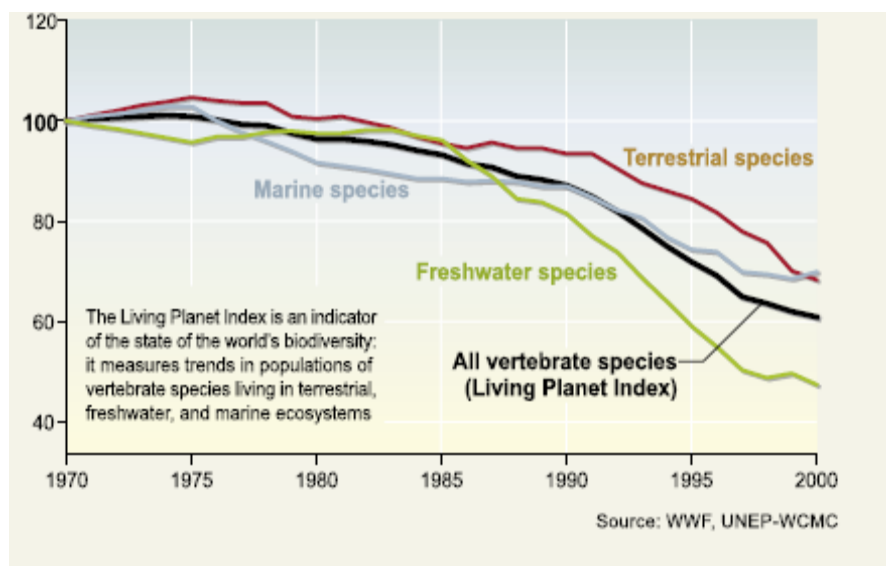 120
100
80
60
40
Terrestrial species
Marine species
Freshwater species
The Living Planet Index is an indicator
of the state of the world's biodiversity:
it measures trends in populations of
vertebrate species living in terrestrial,
freshwater, and marine ecosystems
All vertebrate species
(Living Planet Index)
1970 1975 1980 1985 1990 1995 2000
Source: WWF, UNEP-WCMC